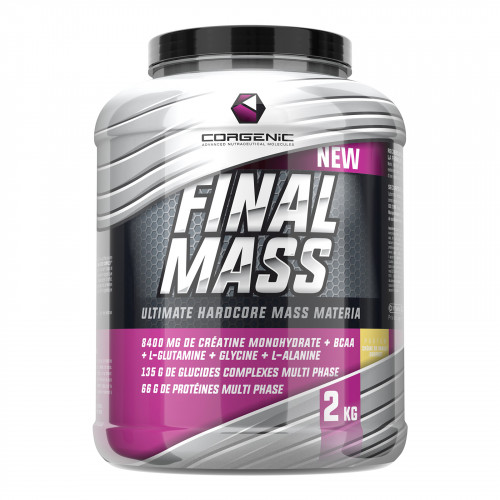 CORGENIC
ADVANCED NUTRACEUTICAL MOLECULES
NEW
FINAL
MASS
ULTIMATE HARDCORE MASS MATERIA
8400 MG DE CRÉATINE MONOHYDRATE + BCAA
+ L-GLUTAMINE + GLYCINE + L-ALANINE
135 G DE GLUCIDES COMPLEXES MULTI PHASE
66 G DE PROTÉINES MULTI PHASE
2 KG